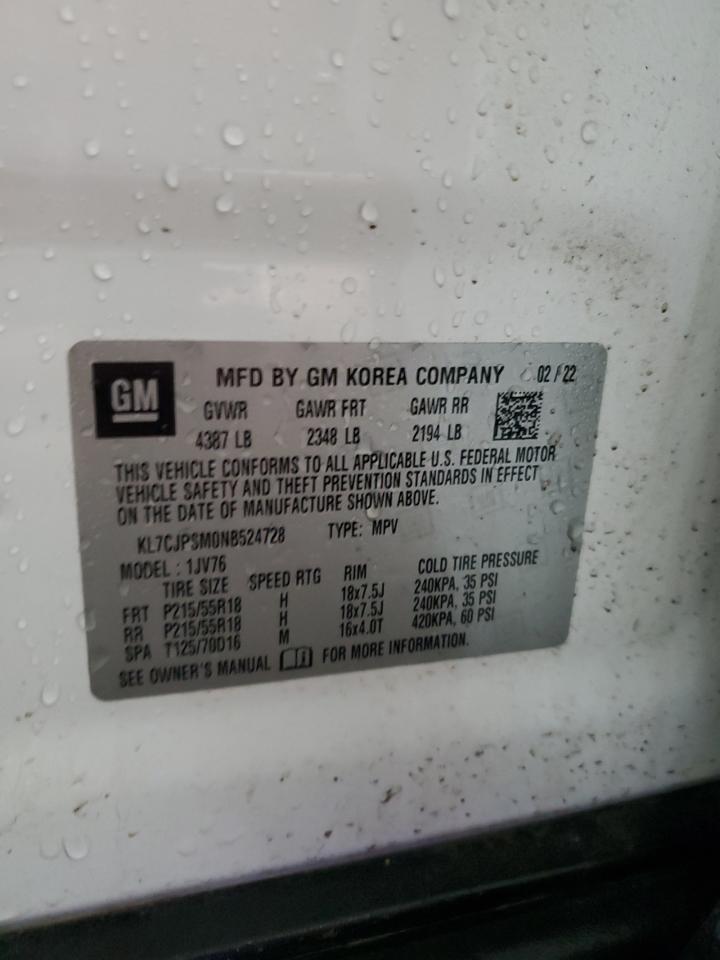 GM
MFD BY GM KOREA COMPANY 02 / 22
GVWR GAWR FRT GAWR RR
4387 LB 2348 LB 2194 LB
THIS VEHICLE CONFORMS TO ALL APPLICABLE U.S. FEDERAL MOTOR
VEHICLE SAFETY AND THEFT PREVENTION STANDARDS IN EFFECT
ON THE DATE OF MANUFACTURE SHOWN ABOVE.
KL7CJPSM0NB524728 TYPE: MPV
MODEL : 1JV76
TIRE SIZE SPEED RTG RIM COLD TIRE PRESSURE
FRT P215/55R18 H 18x7.5J 240KPA, 35 PSI
RR P215/55R18 H 18x7.5J 240KPA, 35 PSI
SPA T125/70D16 M 16x4.0T 420KPA, 60 PSI
SEE OWNER'S MANUAL FOR MORE INFORMATION.